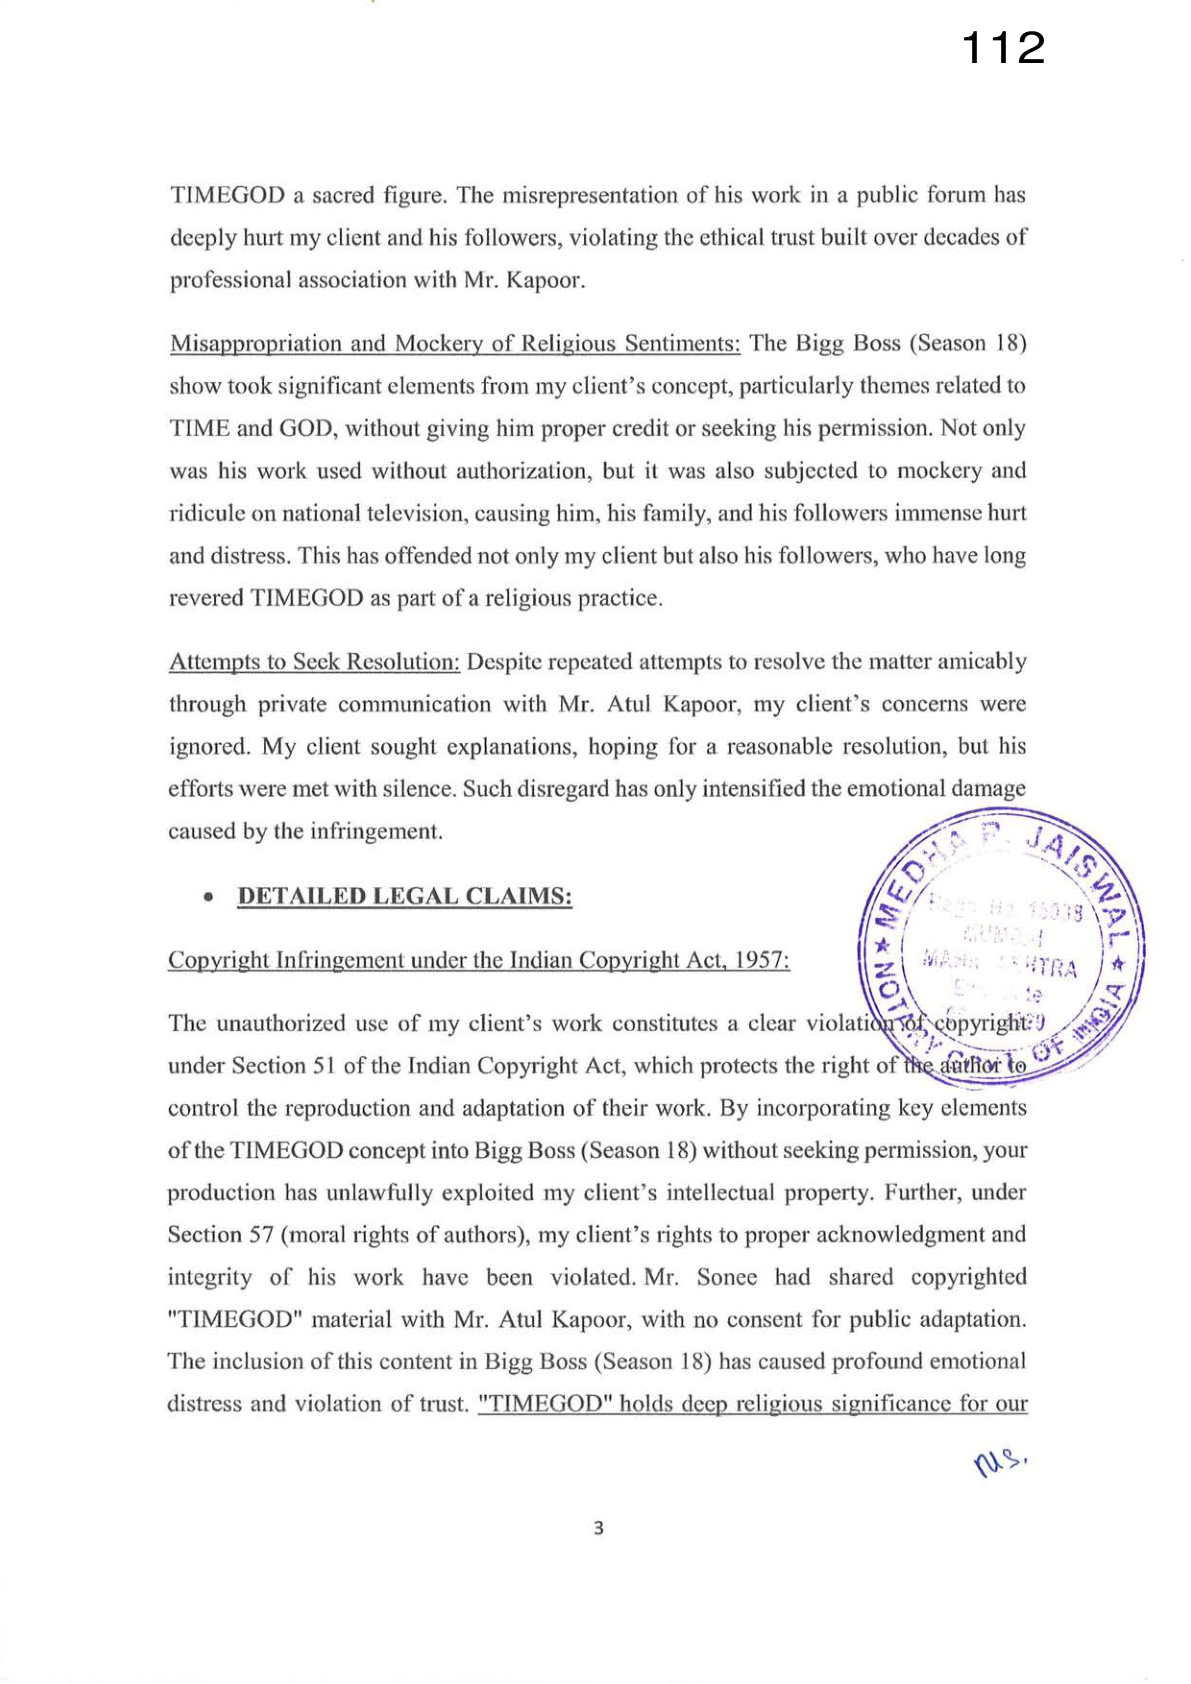 112
TIMEGOD a sacred figure. The misrepresentation of his work in a public forum has
deeply hurt my client and his followers, violating the ethical trust built over decades of
professional association with Mr. Kapoor.
Misappropriation and Mockery of Religious Sentiments: The Bigg Boss (Season 18)
show took significant elements from my client's concept, particularly themes related to
TIME and GOD, without giving him proper credit or seeking his permission. Not only
was his work used without authorization, but it was also subjected to mockery and
ridicule on national television, causing him, his family, and his followers immense hurt
and distress. This has offended not only my client but also his followers, who have long
revered TIMEGOD as part of a religious practice.
Attempts to Seek Resolution: Despite repeated attempts to resolve the matter amicably
through private communication with Mr. Atul Kapoor, my client's concerns were
ignored. My client sought explanations, hoping for a reasonable resolution, but his
efforts were met with silence. Such disregard has only intensified the emotional damage
caused by the infringement.
• DETAILED LEGAL CLAIMS:
MEDHA P. JAISWAL
NOTARY GOVT. OF INDIA
Copyright Infringement under the Indian Copyright Act, 1957:
The unauthorized use of my client's work constitutes a clear violation of copyright
under Section 51 of the Indian Copyright Act, which protects the right of the author to
control the reproduction and adaptation of their work. By incorporating key elements
of the TIMEGOD concept into Bigg Boss (Season 18) without seeking permission, your
production has unlawfully exploited my client's intellectual property. Further, under
Section 57 (moral rights of authors), my client's rights to proper acknowledgment and
integrity of his work have been violated. Mr. Sonee had shared copyrighted
"TIMEGOD" material with Mr. Atul Kapoor, with no consent for public adaptation.
The inclusion of this content in Bigg Boss (Season 18) has caused profound emotional
distress and violation of trust. "TIMEGOD" holds deep religious significance for our
3